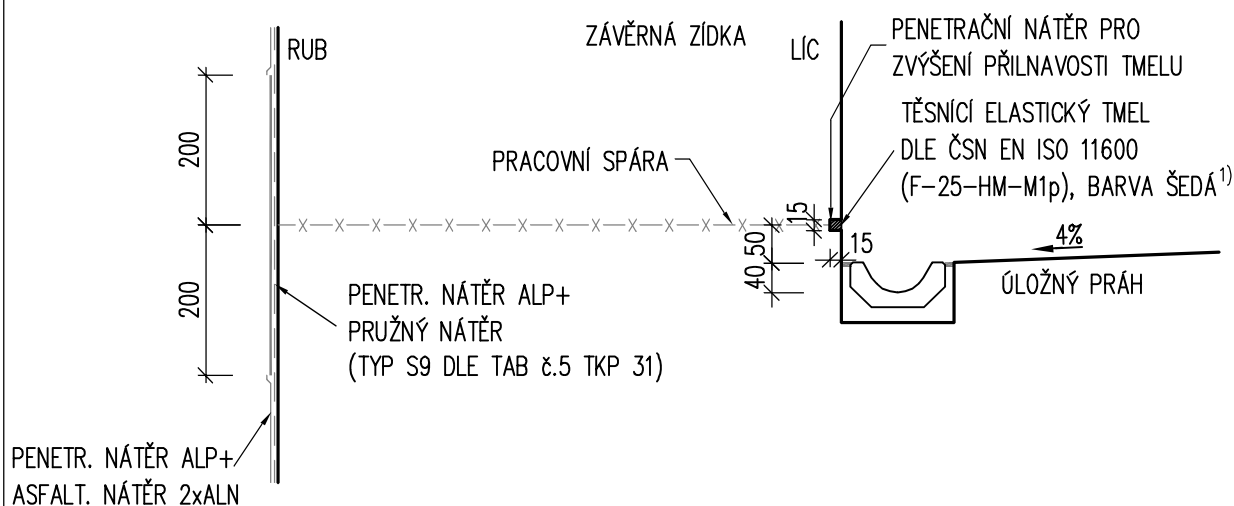 RUB
ZÁVĚRNÁ ZÍDKA
LÍC
PENETRAČNÍ NÁTĚR PRO
ZVÝŠENÍ PŘILNAVOSTI TMELU
TĚSNÍCÍ ELASTICKÝ TMEL
DLE ČSN EN ISO 11600
(F-25-HM-M1p), BARVA ŠEDÁ¹⁾
200
PRACOVNÍ SPÁRA
15
15
50
40
4%
ÚLOŽNÝ PRÁH
200
PENETR. NÁTĚR ALP+
PRUŽNÝ NÁTĚR
(TYP S9 DLE TAB č.5 TKP 31)
PENETR. NÁTĚR ALP+
ASFALT. NÁTĚR 2xALN